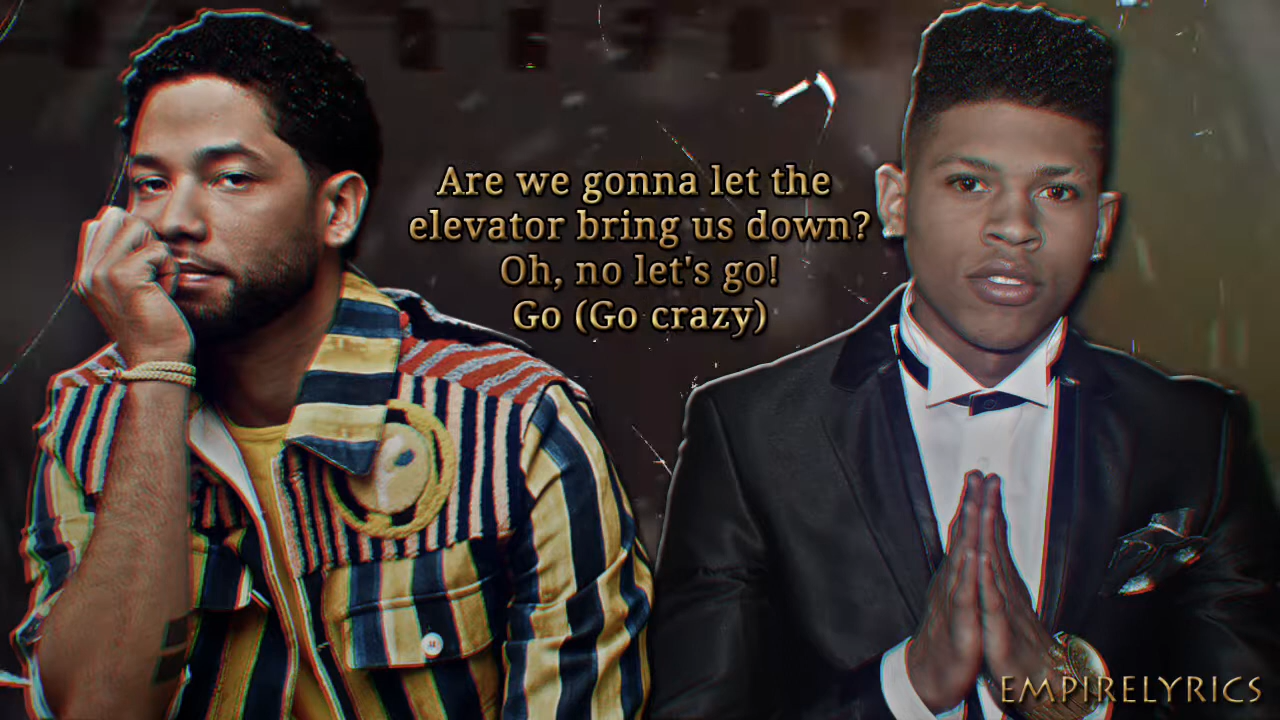 Are we gonna let the
elevator bring us down?
Oh, no let's go!
Go (Go crazy)
EMPIRELYRICS